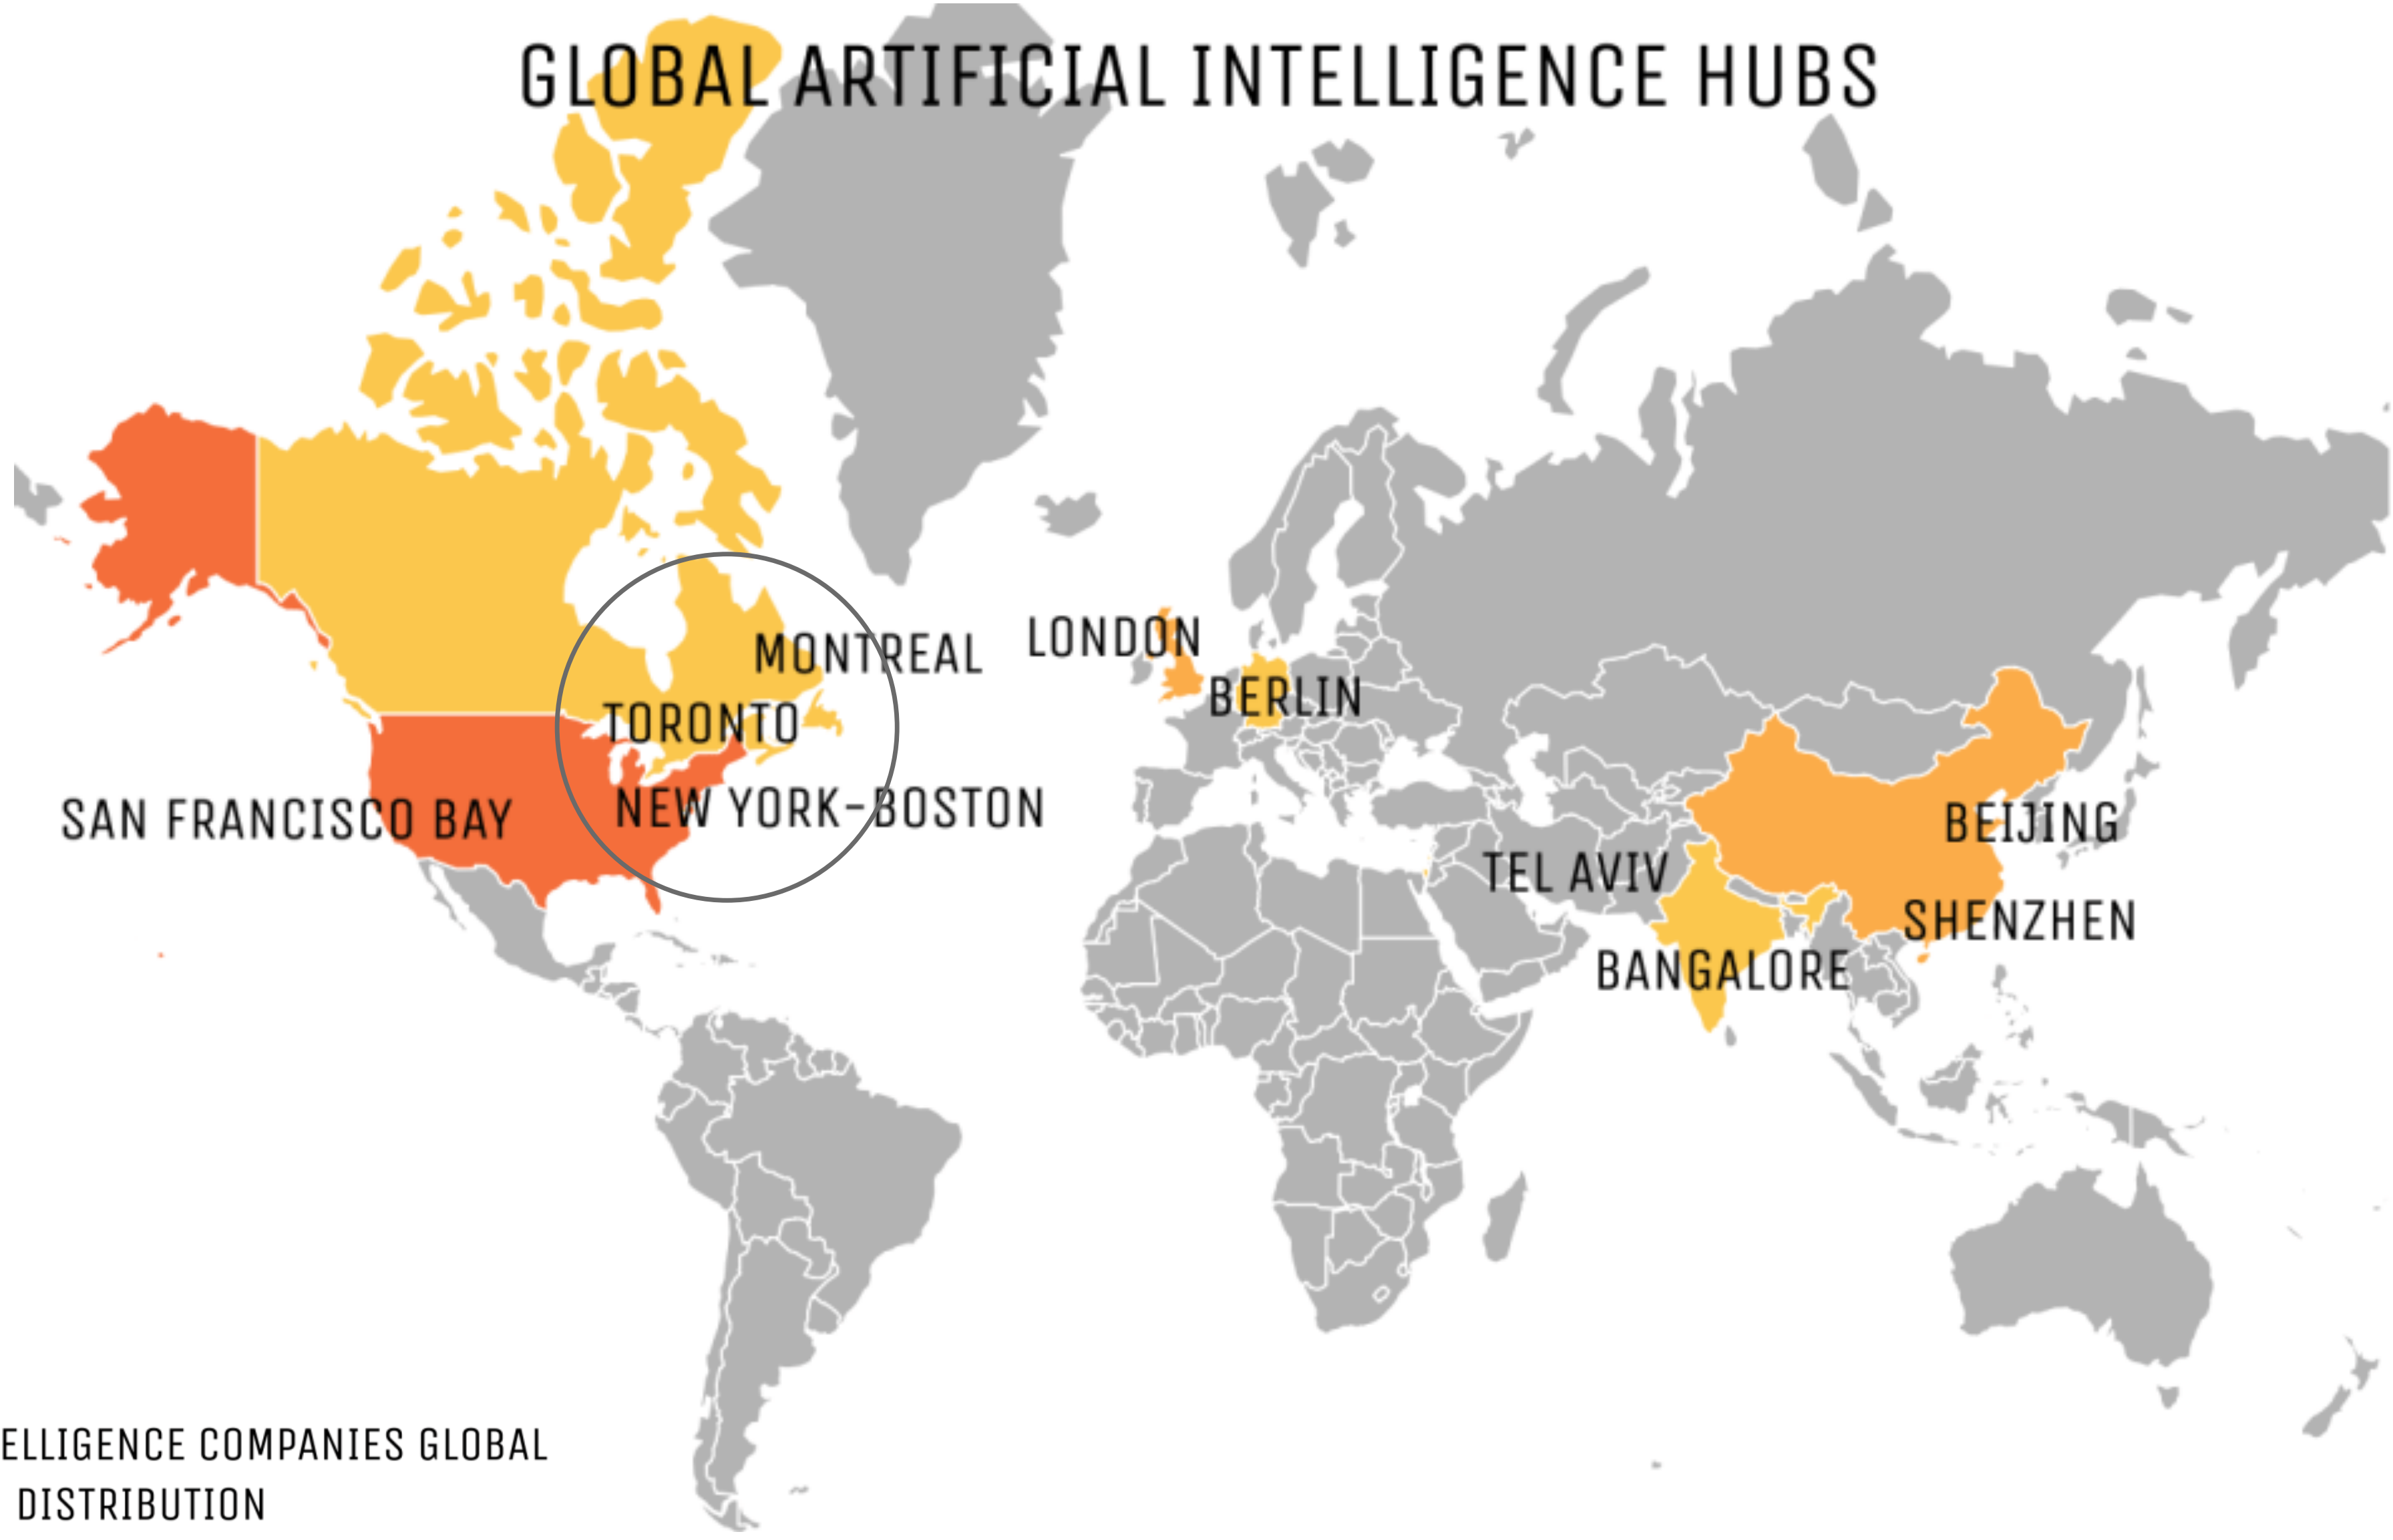 GLOBAL ARTIFICIAL INTELLIGENCE HUBS
MONTREAL
LONDON
BERLIN
TORONTO
NEW YORK-BOSTON
SAN FRANCISCO BAY
BEIJING
TEL AVIV
SHENZHEN
BANGALORE
ELLIGENCE COMPANIES GLOBAL
DISTRIBUTION